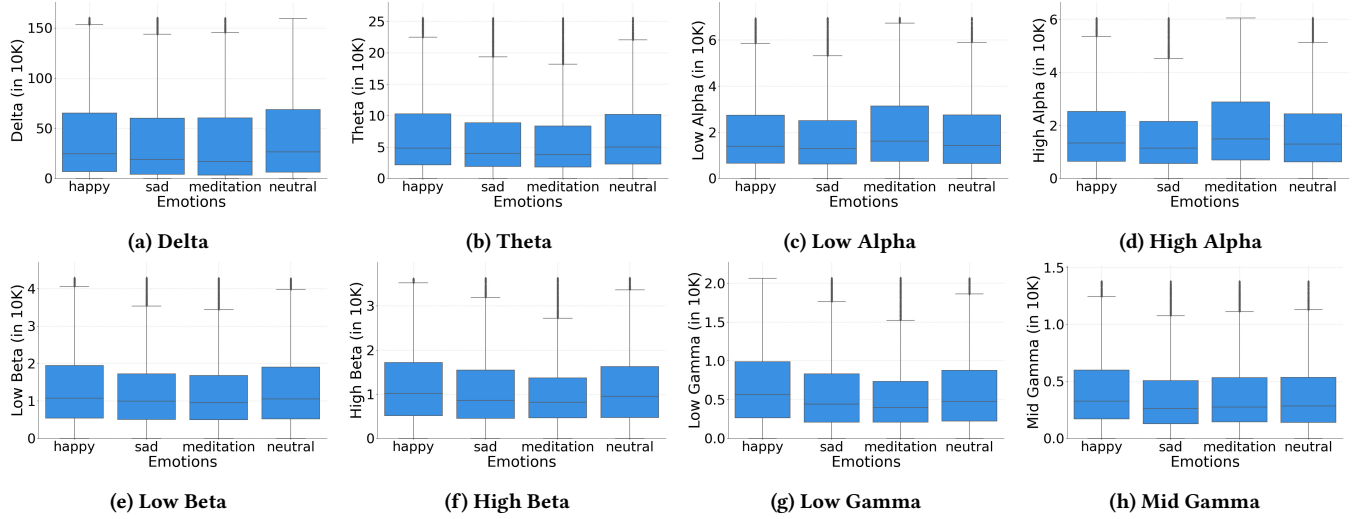 Delta (in 10K)
150
100
50
0
happy sad meditation neutral
Emotions
(a) Delta
Theta (in 10K)
25
20
15
10
5
0
happy sad meditation neutral
Emotions
(b) Theta
Low Alpha (in 10K)
6
4
2
0
happy sad meditation neutral
Emotions
(c) Low Alpha
High Alpha (in 10K)
6
4
2
0
happy sad meditation neutral
Emotions
(d) High Alpha
Low Beta (in 10K)
4
3
2
1
0
happy sad meditation neutral
Emotions
(e) Low Beta
High Beta (in 10K)
3
2
1
0
happy sad meditation neutral
Emotions
(f) High Beta
Low Gamma (in 10K)
2.0
1.5
1.0
0.5
0.0
happy sad meditation neutral
Emotions
(g) Low Gamma
Mid Gamma (in 10K)
1.5
1.0
0.5
0.0
happy sad meditation neutral
Emotions
(h) Mid Gamma